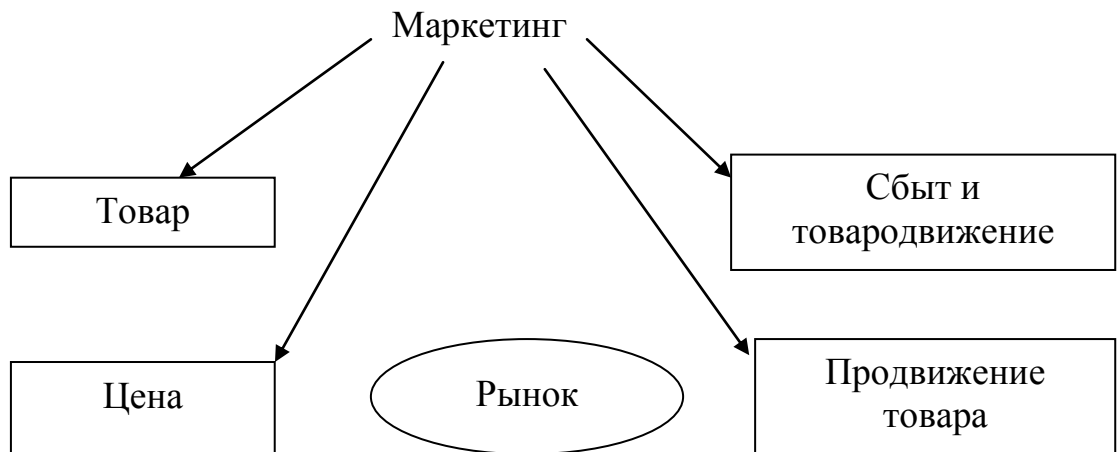 Маркетинг
Товар
Сбыт и
товародвижение
Цена
Рынок
Продвижение
товара